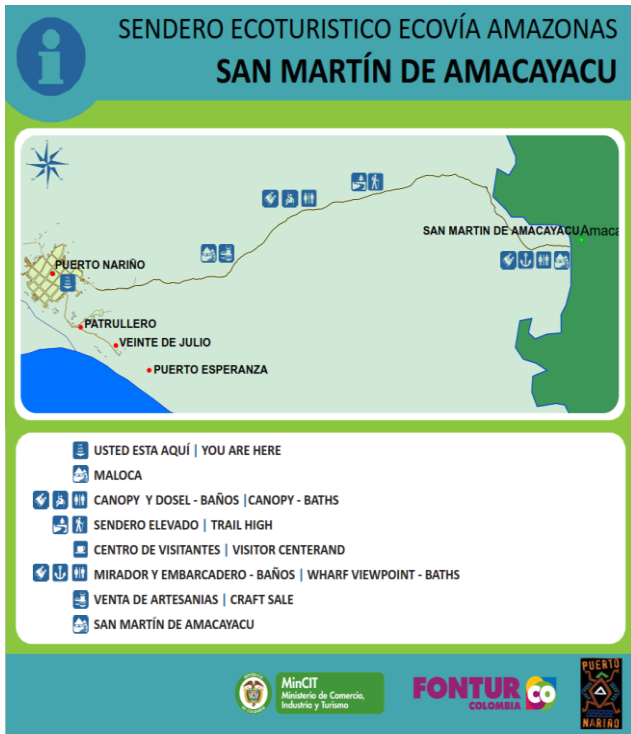 SENDERO ECOTURISTICO ECOVÍA AMAZONAS
SAN MARTÍN DE AMACAYACU
SAN MARTIN DE AMACAYACU Amaca
PUERTO NARIÑO
PATRULLERO
VEINTE DE JULIO
PUERTO ESPERANZA
USTED ESTA AQUÍ | YOU ARE HERE
MALOCA
CANOPY Y DOSEL - BAÑOS |CANOPY - BATHS
SENDERO ELEVADO | TRAIL HIGH
CENTRO DE VISITANTES | VISITOR CENTERAND
MIRADOR Y EMBARCADERO - BAÑOS | WHARF VIEWPOINT - BATHS
VENTA DE ARTESANIAS | CRAFT SALE
SAN MARTÍN DE AMACAYACU
MinCIT
Ministerio de Comercio,
Industria y Turismo
FONTUR CO
COLOMBIA
PUERTO
NARIÑO